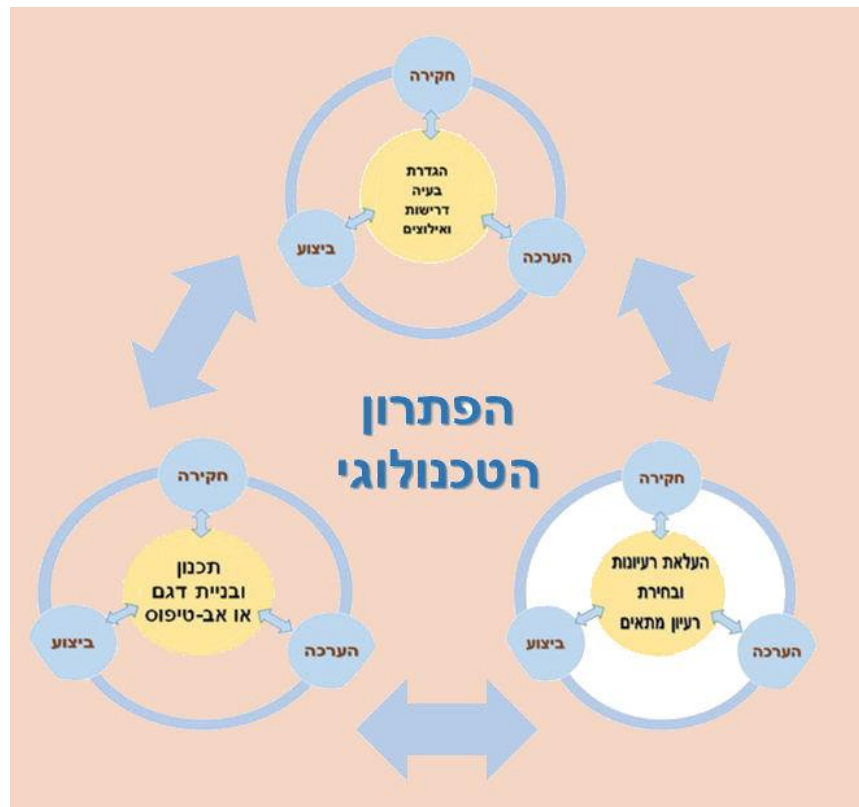 חקירה
הגדרת
בעיה
דרישות
ואילוצים
ביצוע
הערכה
הפתרון
הטכנולוגי
חקירה
העלאת רעיונות
ובחירת
רעיון מתאים
ביצוע
הערכה
חקירה
תכנון
ובניית דגם
או אב-טיפוס
ביצוע
הערכה